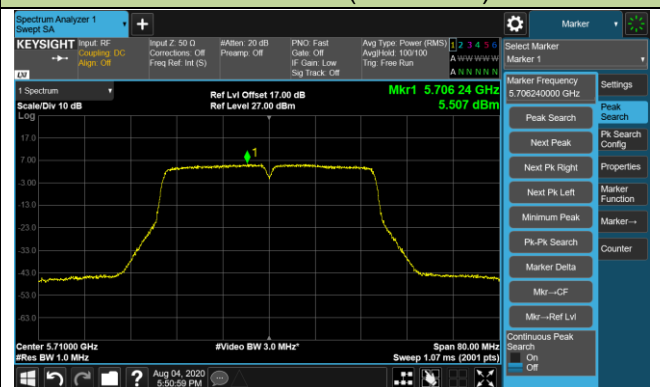 Spectrum Analyzer 1
Swept SA
+
Marker
KEYSIGHT
Input: RF
Coupling: DC
Align: Off
Input Z: 50 Ω
Corrections: Off
Freq Ref: Int (S)
#Atten: 20 dB
Preamp: Off
PNO: Fast
Gate: Off
IF Gain: Low
Sig Track: Off
Avg Type: Power (RMS)
Avg|Hold: 100/100
Trig: Free Run
1 2 3 4 5 6
A W W W W W
A N N N N N
LXI
Select Marker
Marker 1
1 Spectrum
Scale/Div 10 dB
Log
Ref Lvl Offset 17.00 dB
Ref Level 27.00 dBm
Mkr1 5.706 24 GHz
5.507 dBm
17.0
7.00
-3.00
-13.0
-23.0
-33.0
-43.0
-53.0
-63.0
1
Center 5.71000 GHz
#Res BW 1.0 MHz
#Video BW 3.0 MHz*
Span 80.00 MHz
Sweep 1.07 ms (2001 pts)
Marker Frequency
5.706240000 GHz
Peak Search
Next Peak
Next Pk Right
Next Pk Left
Minimum Peak
Pk-Pk Search
Marker Delta
Mkr→CF
Mkr→Ref Lvl
Continuous Peak
Search
On
Off
Settings
Peak
Search
Pk Search
Config
Properties
Marker
Function
Marker→
Counter
?
Aug 04, 2020
5:50:59 PM